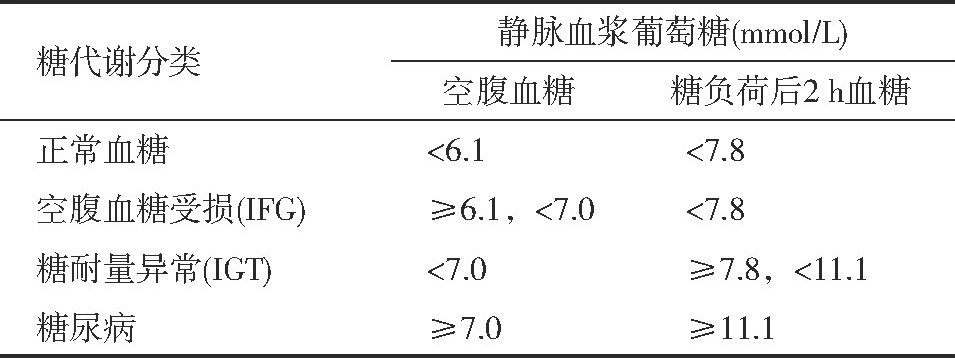 糖代谢分类 静脉血浆葡萄糖(mmol/L)
空腹血糖 糖负荷后2 h血糖
正常血糖 <6.1 <7.8
空腹血糖受损(IFG) ≥6.1，<7.0 <7.8
糖耐量异常(IGT) <7.0 ≥7.8，<11.1
糖尿病 ≥7.0 ≥11.1